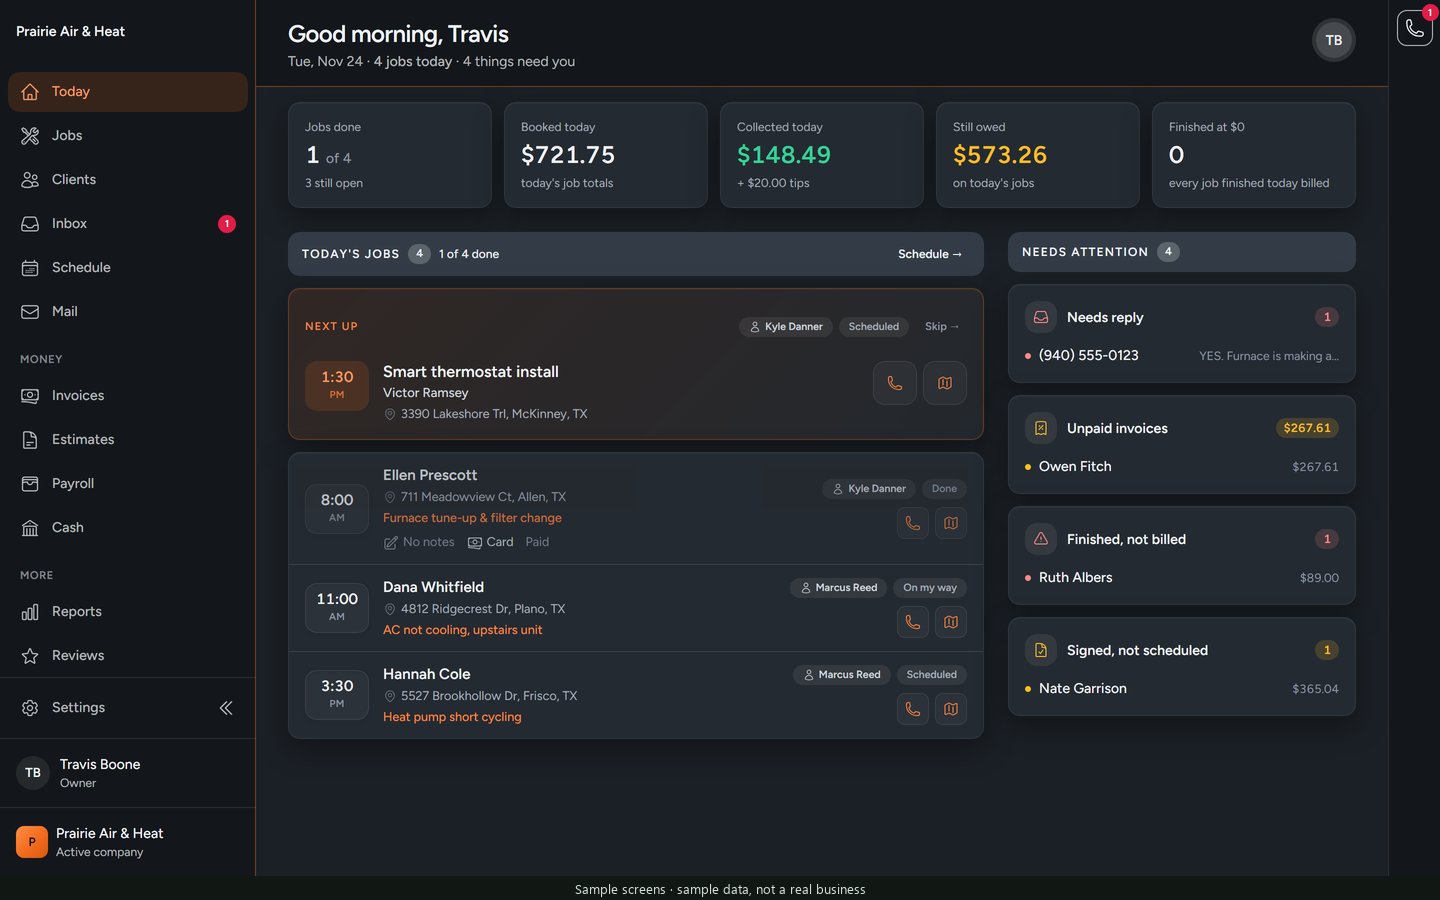 Prairie Air & Heat
Today
Jobs
Clients
Inbox
1
Schedule
Mail
MONEY
Invoices
Estimates
Payroll
Cash
MORE
Reports
Reviews
Settings
TB
Travis Boone
Owner
P
Prairie Air & Heat
Active company
Good morning, Travis
Tue, Nov 24 · 4 jobs today · 4 things need you
TB
1
Jobs done
1 of 4
3 still open
Booked today
$721.75
today's job totals
Collected today
$148.49
+ $20.00 tips
Still owed
$573.26
on today's jobs
Finished at $0
0
every job finished today billed
TODAY'S JOBS 4 1 of 4 done
Schedule →
NEXT UP
Kyle Danner
Scheduled
Skip →
1:30
PM
Smart thermostat install
Victor Ramsey
3390 Lakeshore Trl, McKinney, TX
8:00
AM
Ellen Prescott
711 Meadowview Ct, Allen, TX
Furnace tune-up & filter change
No notes Card Paid
Kyle Danner
Done
11:00
AM
Dana Whitfield
4812 Ridgecrest Dr, Plano, TX
AC not cooling, upstairs unit
Marcus Reed
On my way
3:30
PM
Hannah Cole
5527 Brookhollow Dr, Frisco, TX
Heat pump short cycling
Marcus Reed
Scheduled
NEEDS ATTENTION 4
Needs reply
1
(940) 555-0123
YES. Furnace is making a...
Unpaid invoices
$267.61
Owen Fitch
$267.61
Finished, not billed
1
Ruth Albers
$89.00
Signed, not scheduled
1
Nate Garrison
$365.04
Sample screens · sample data, not a real business